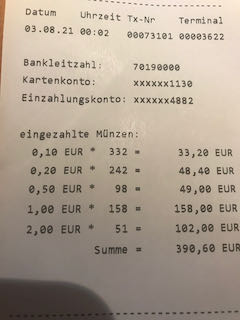 Datum Uhrzeit Tx-Nr Terminal
03.08.21 00:02 00073101 00003622
Bankleitzahl: 70190000
Kartenkonto: xxxxxx1130
Einzahlungskonto: xxxxxx4882
eingezahlte Münzen:
0,10 EUR * 332 = 33,20 EUR
0,20 EUR * 242 = 48,40 EUR
0,50 EUR * 98 = 49,00 EUR
1,00 EUR * 158 = 158,00 EUR
2,00 EUR * 51 = 102,00 EUR
Summe = 390,60 EUR